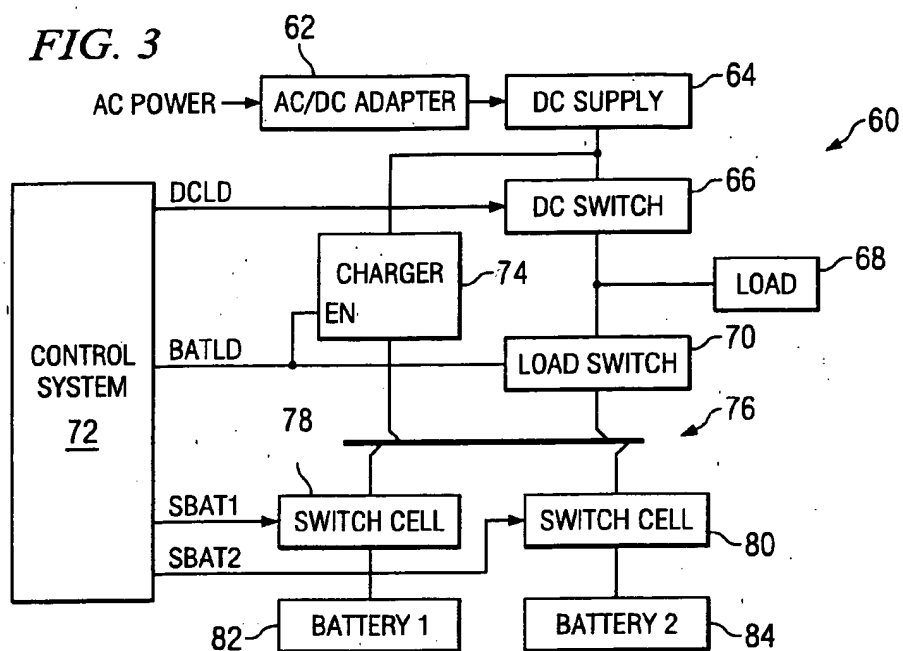 FIG. 3
62
64
AC POWER
AC/DC ADAPTER
DC SUPPLY
60
DCLD
66
DC SWITCH
CHARGER
74
EN
LOAD
68
CONTROL
SYSTEM
72
BATLD
70
LOAD SWITCH
78
76
SBAT1
SWITCH CELL
SWITCH CELL
80
SBAT2
82
BATTERY 1
BATTERY 2
84